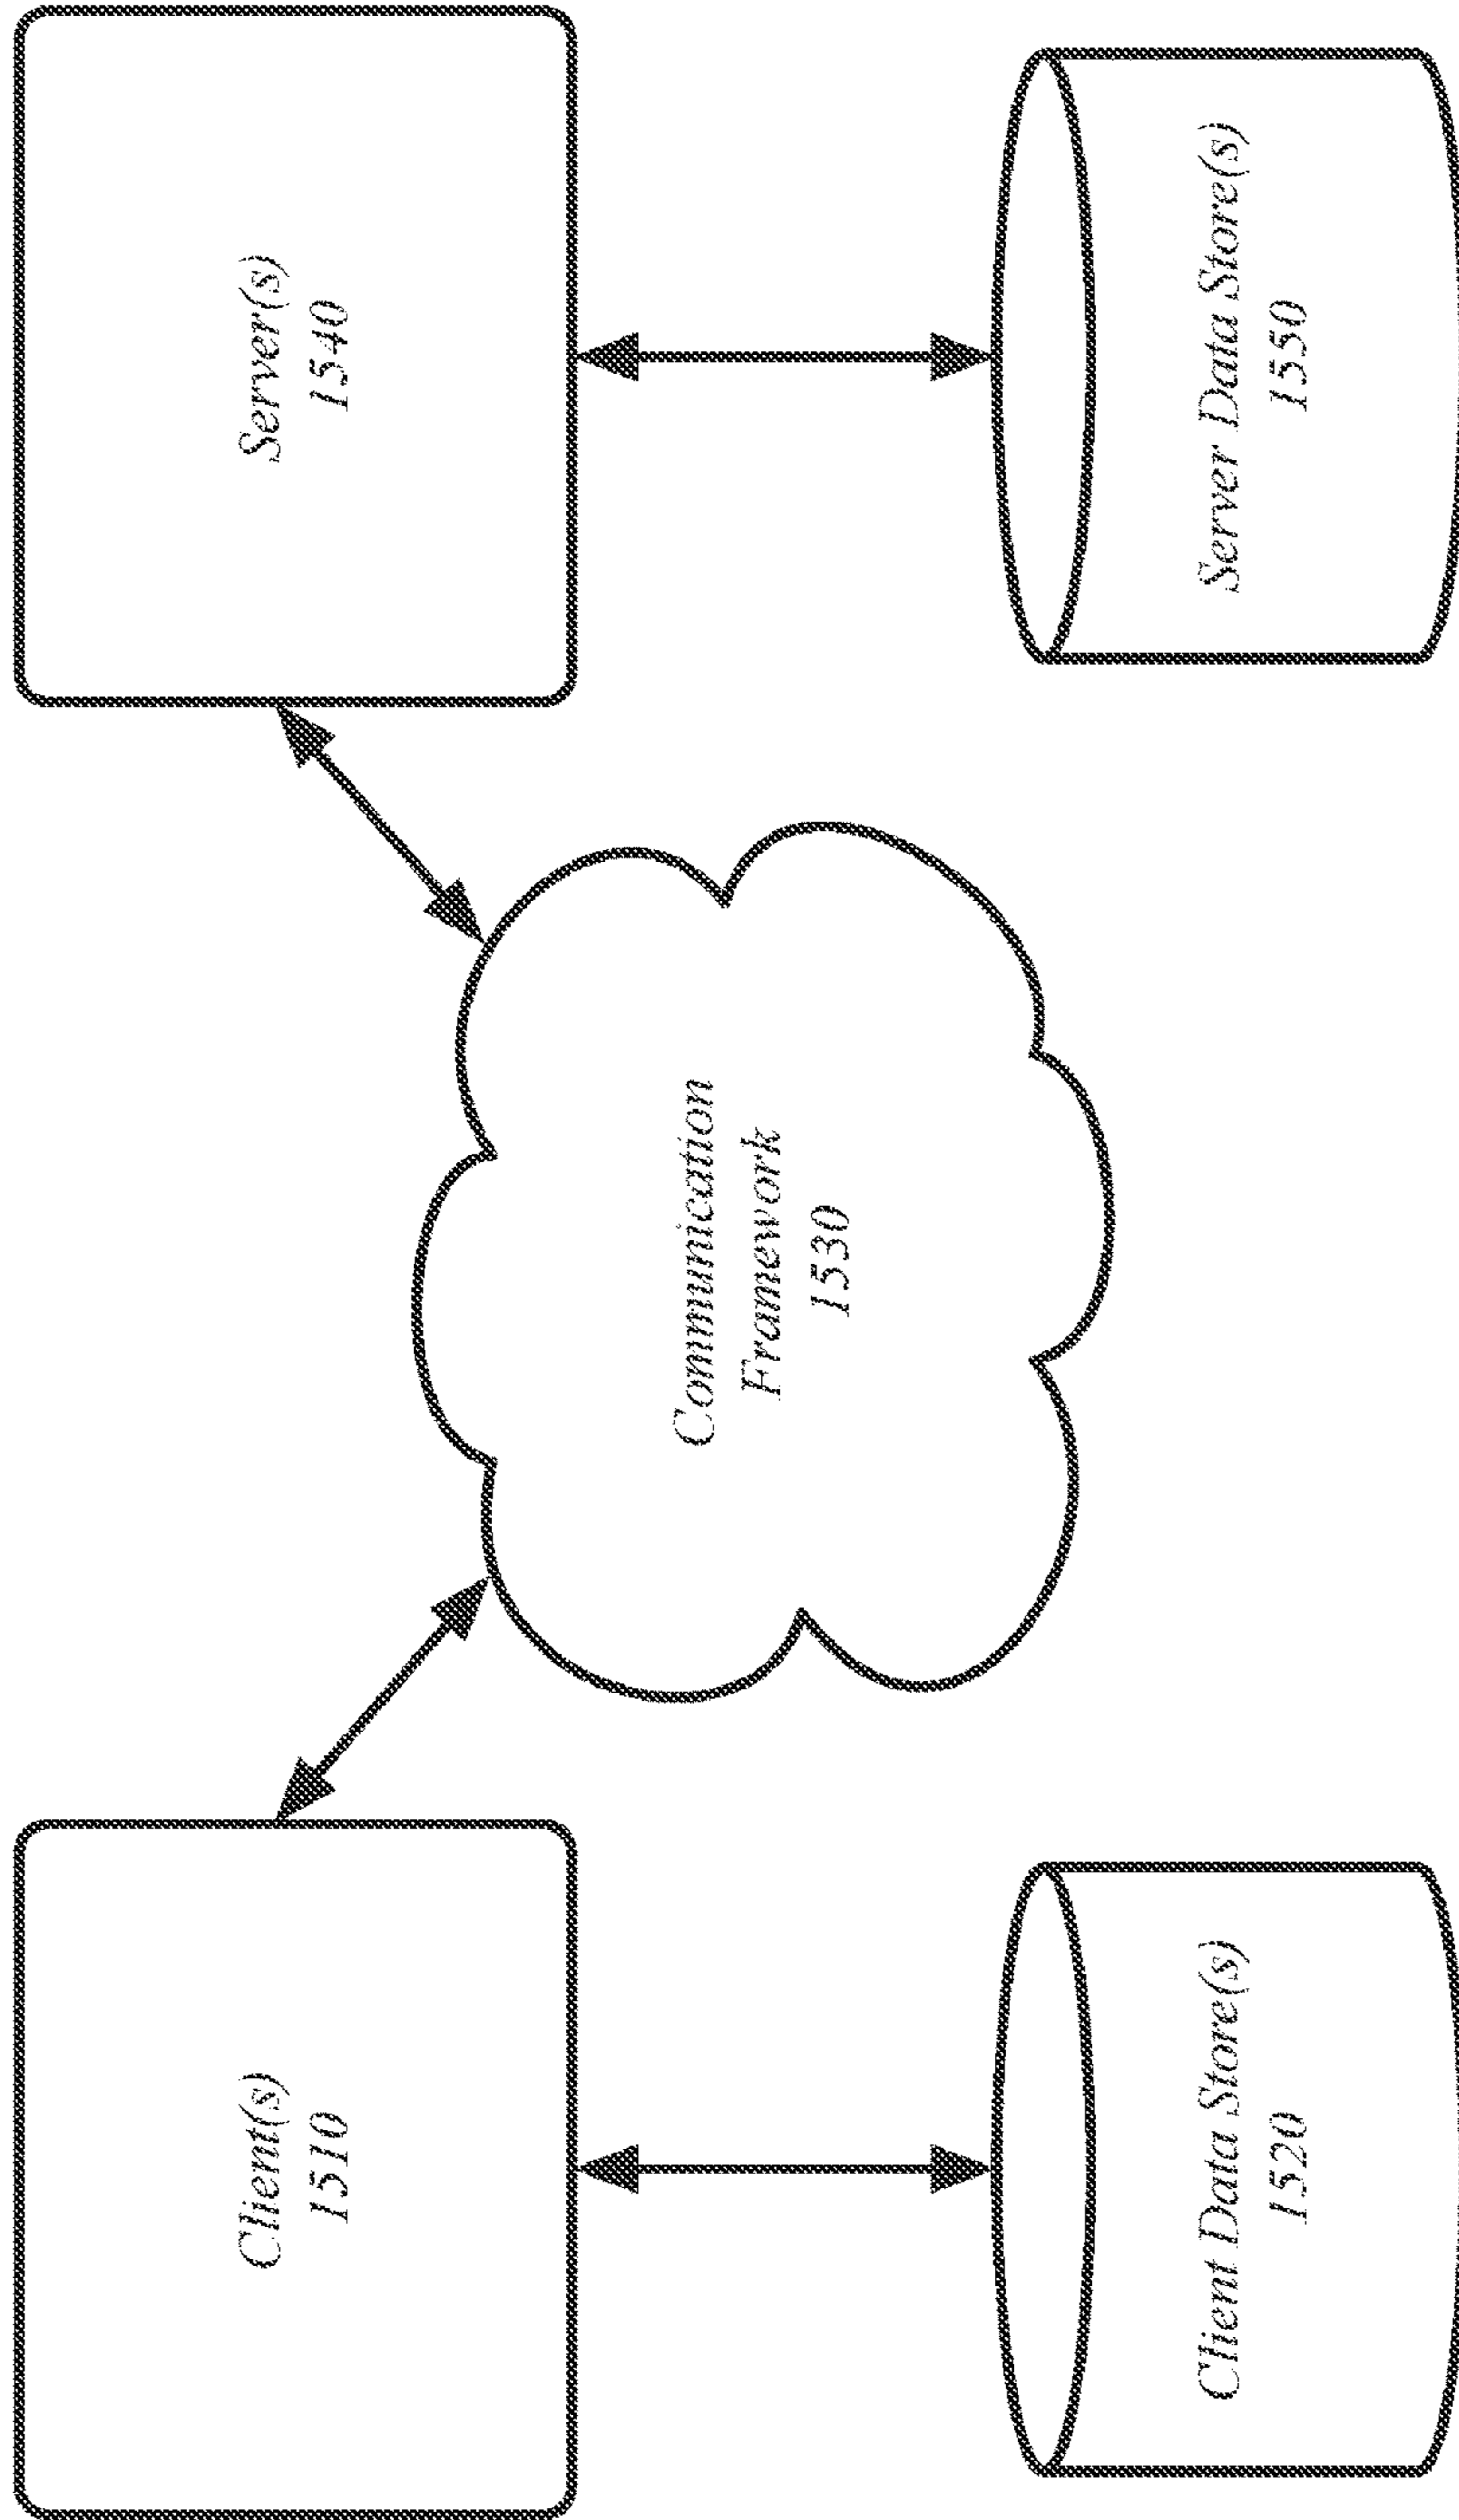 Client(s)
1510
Communication
Framework
1530
Server(s)
1540
Client Data Store(s)
1520
Server Data Store(s)
1550